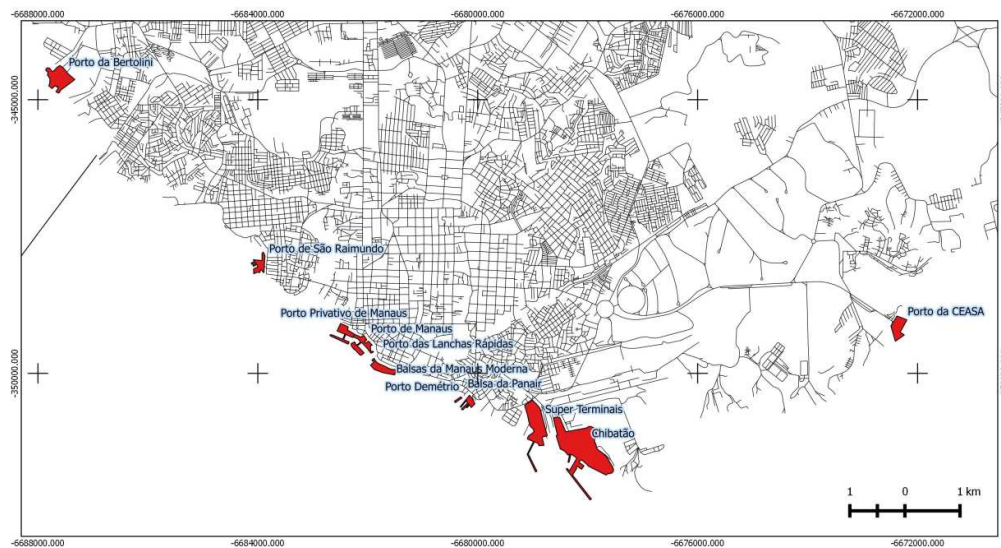 -6688000.000 -6684000.000 -6680000.000 -6676000.000 -6672000.000
Porto da Bertolini
-345000.000
Porto de São Raimundo
Porto Privativo de Manaus
Porto da CEASA
Porto de Manaus
Porto das Lanchas Rápidas
-350000.000
Balsas da Manaus Moderna
Porto Demétrio
Balsa da Panair
Super Terminais
Chibatão
1 0 1 km
-6688000.000 -6684000.000 -6680000.000 -6676000.000 -6672000.000